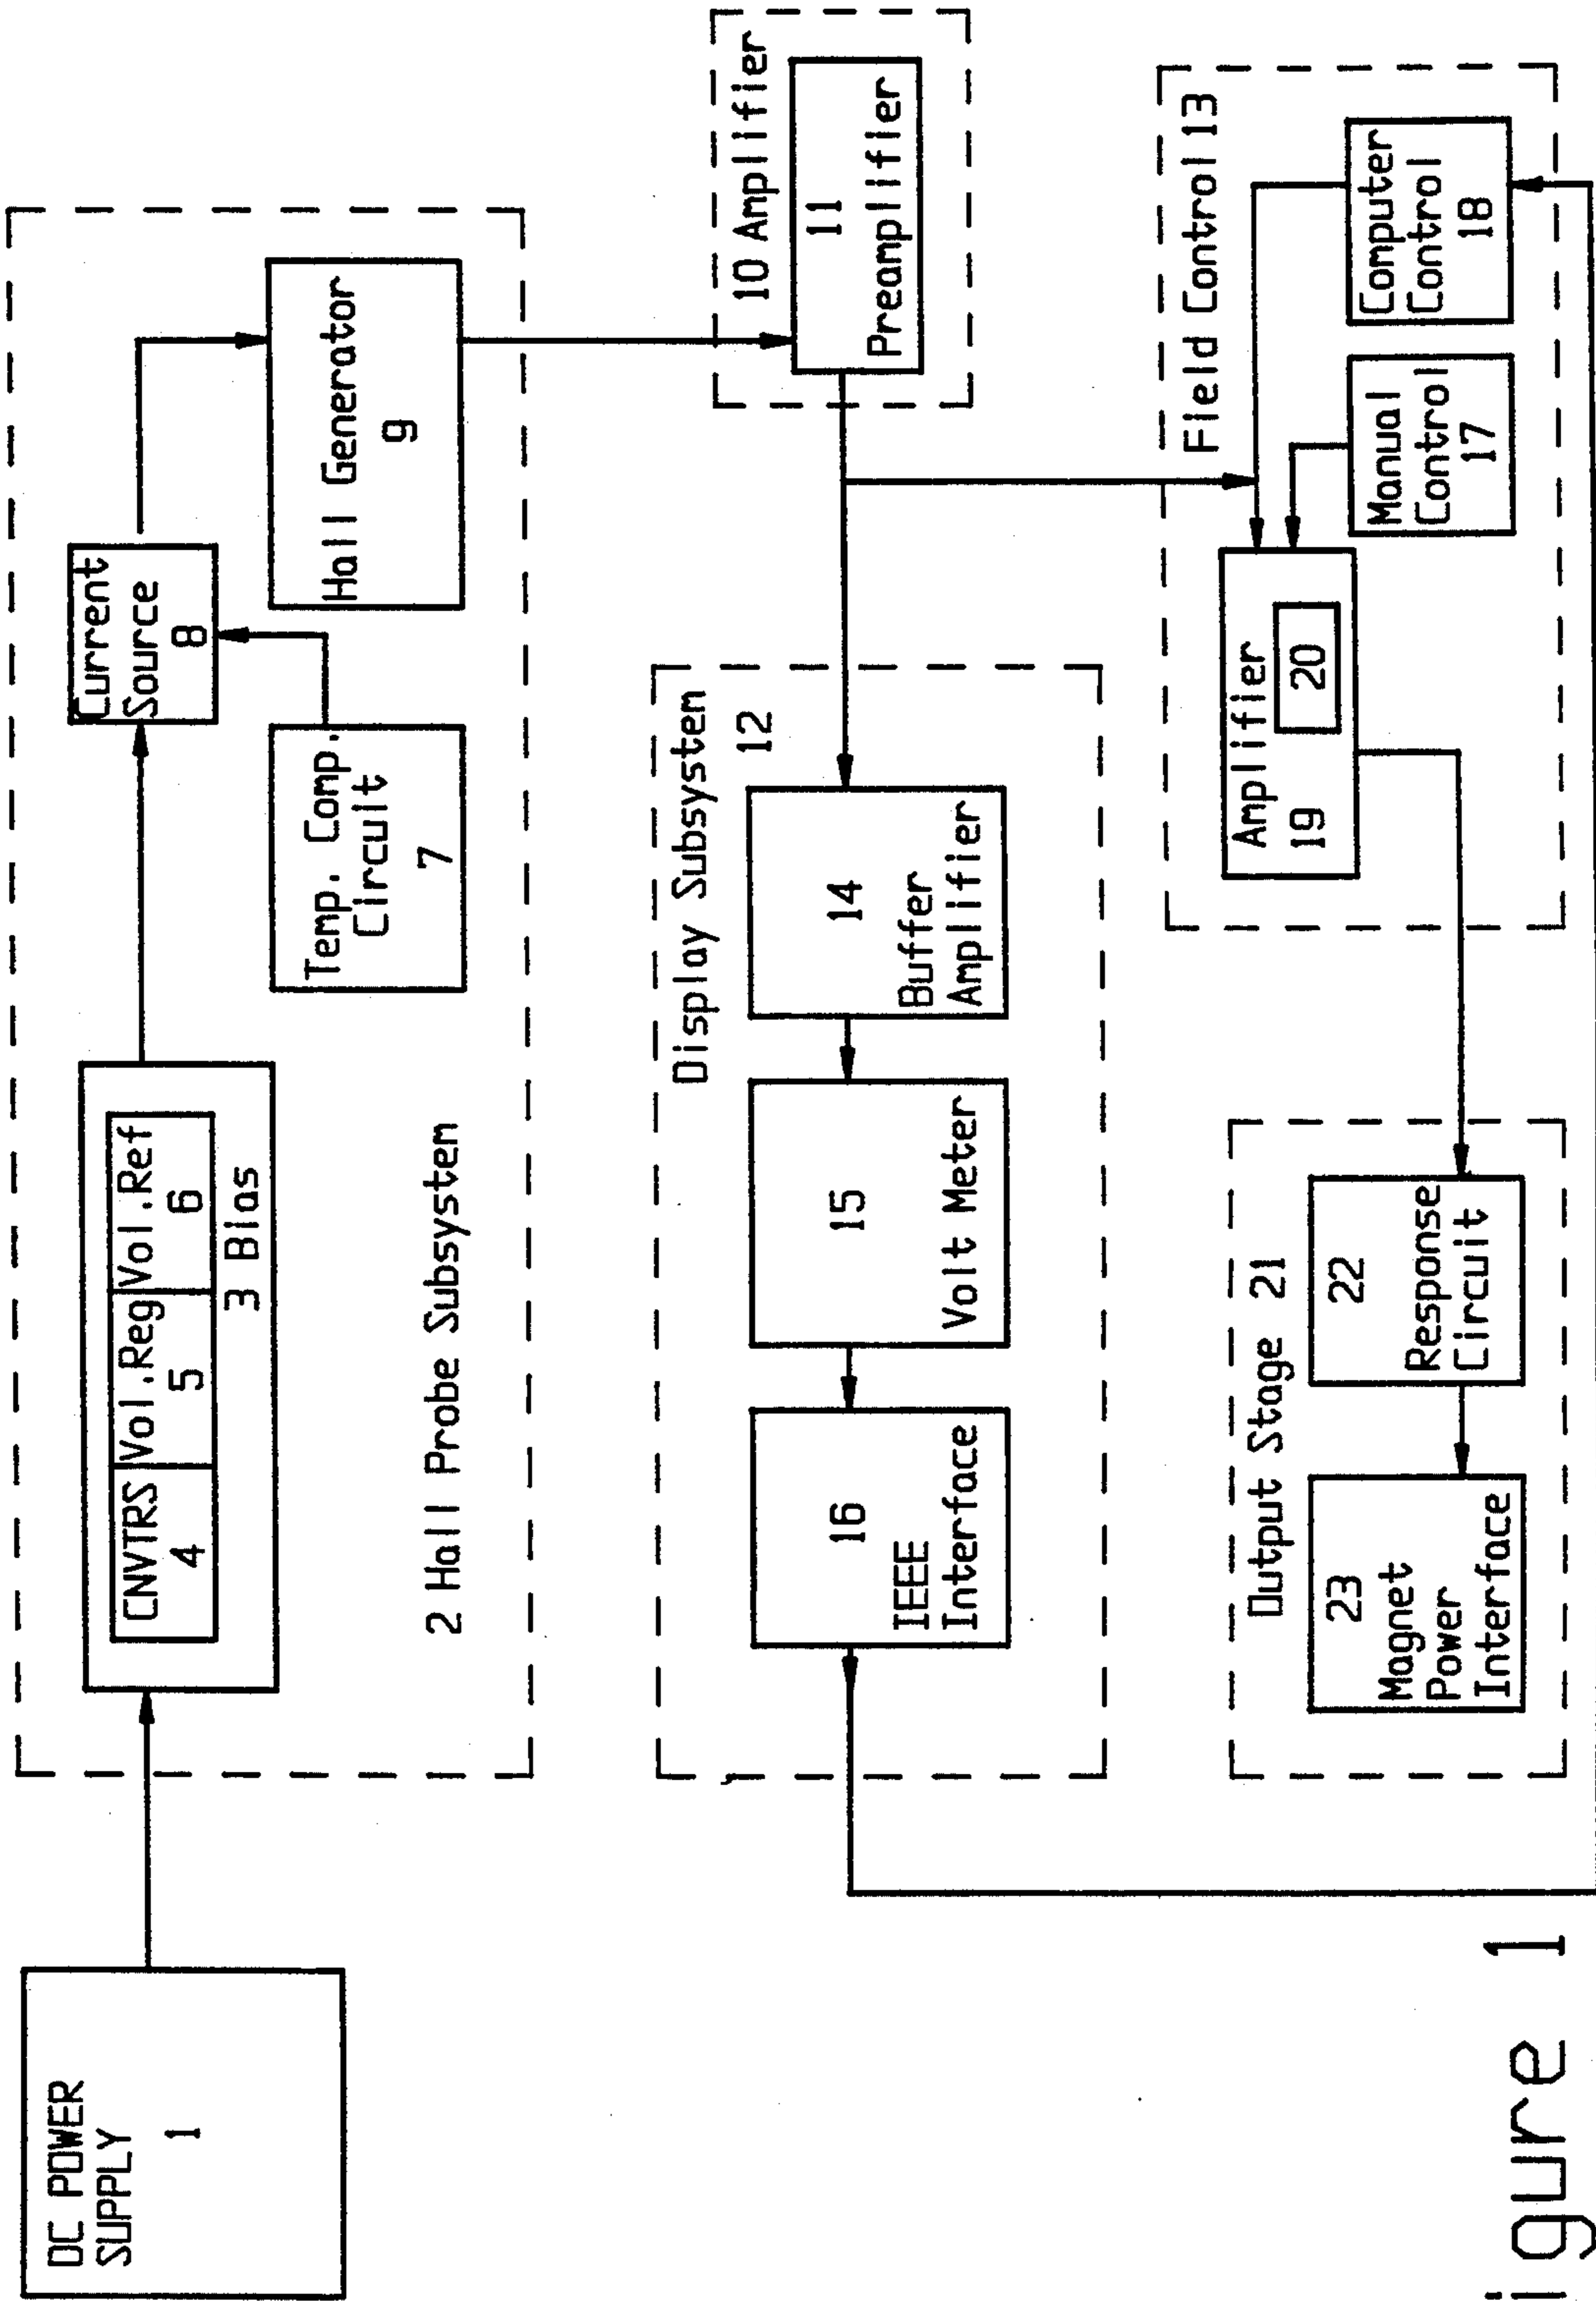 DC POWER
SUPPLY
1
CNVTRS
4
Vol.Reg
5
Vol.Ref
6
3 Bias
2 Hall Probe Subsystem
Temp. Comp.
Circuit
7
Current
Source
8
Hall Generator
9
10 Amplifier
11
Preamplifier
Display Subsystem
12
14
Buffer
Amplifier
15
Volt Meter
16
IEEE
Interface
Field Control 13
Computer
Control
18
Manual
Control
17
Amplifier
19
20
Output Stage 21
22
Response
Circuit
23
Magnet
Power
Interface
igure 1